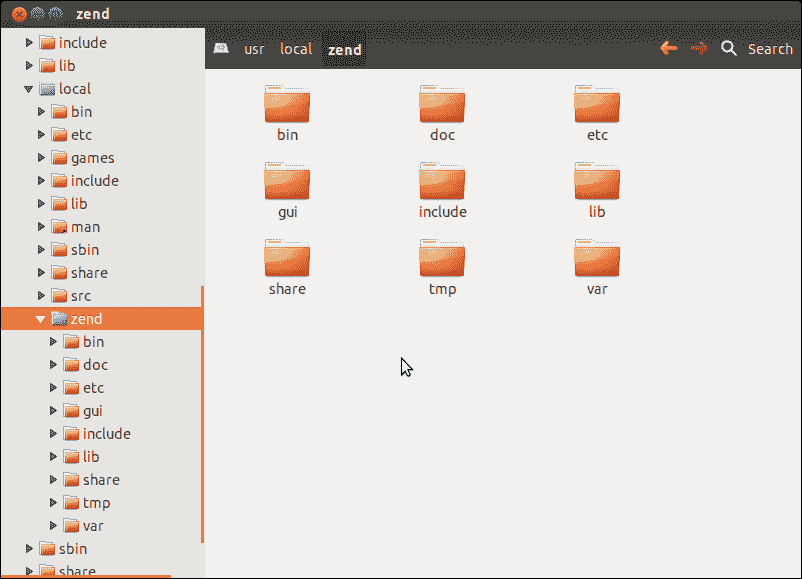 zend
include
lib
local
bin
etc
games
include
lib
man
sbin
share
src
zend
bin
doc
etc
gui
include
lib
share
tmp
var
sbin
share
usr local zend Search
bin doc etc
gui include lib
share tmp var